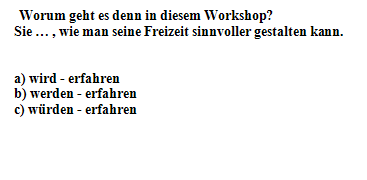 Worum geht es denn in diesem Workshop?
Sie ... , wie man seine Freizeit sinnvoller gestalten kann.
a) wird - erfahren
b) werden - erfahren
c) würden - erfahren